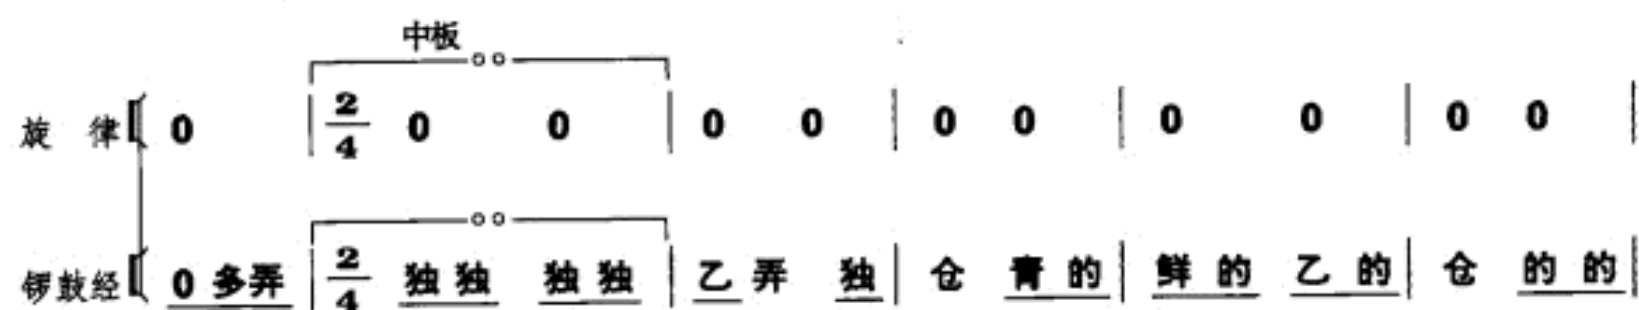 中板
旋 律 0 | 2/4 0 0 | 0 0 | 0 0 | 0 0 | 0 0 |
锣鼓经 0 多弄 | 2/4 独独 独独 | 乙弄 独 | 仓 青的 | 鲜的 乙的 | 仓 的的 |